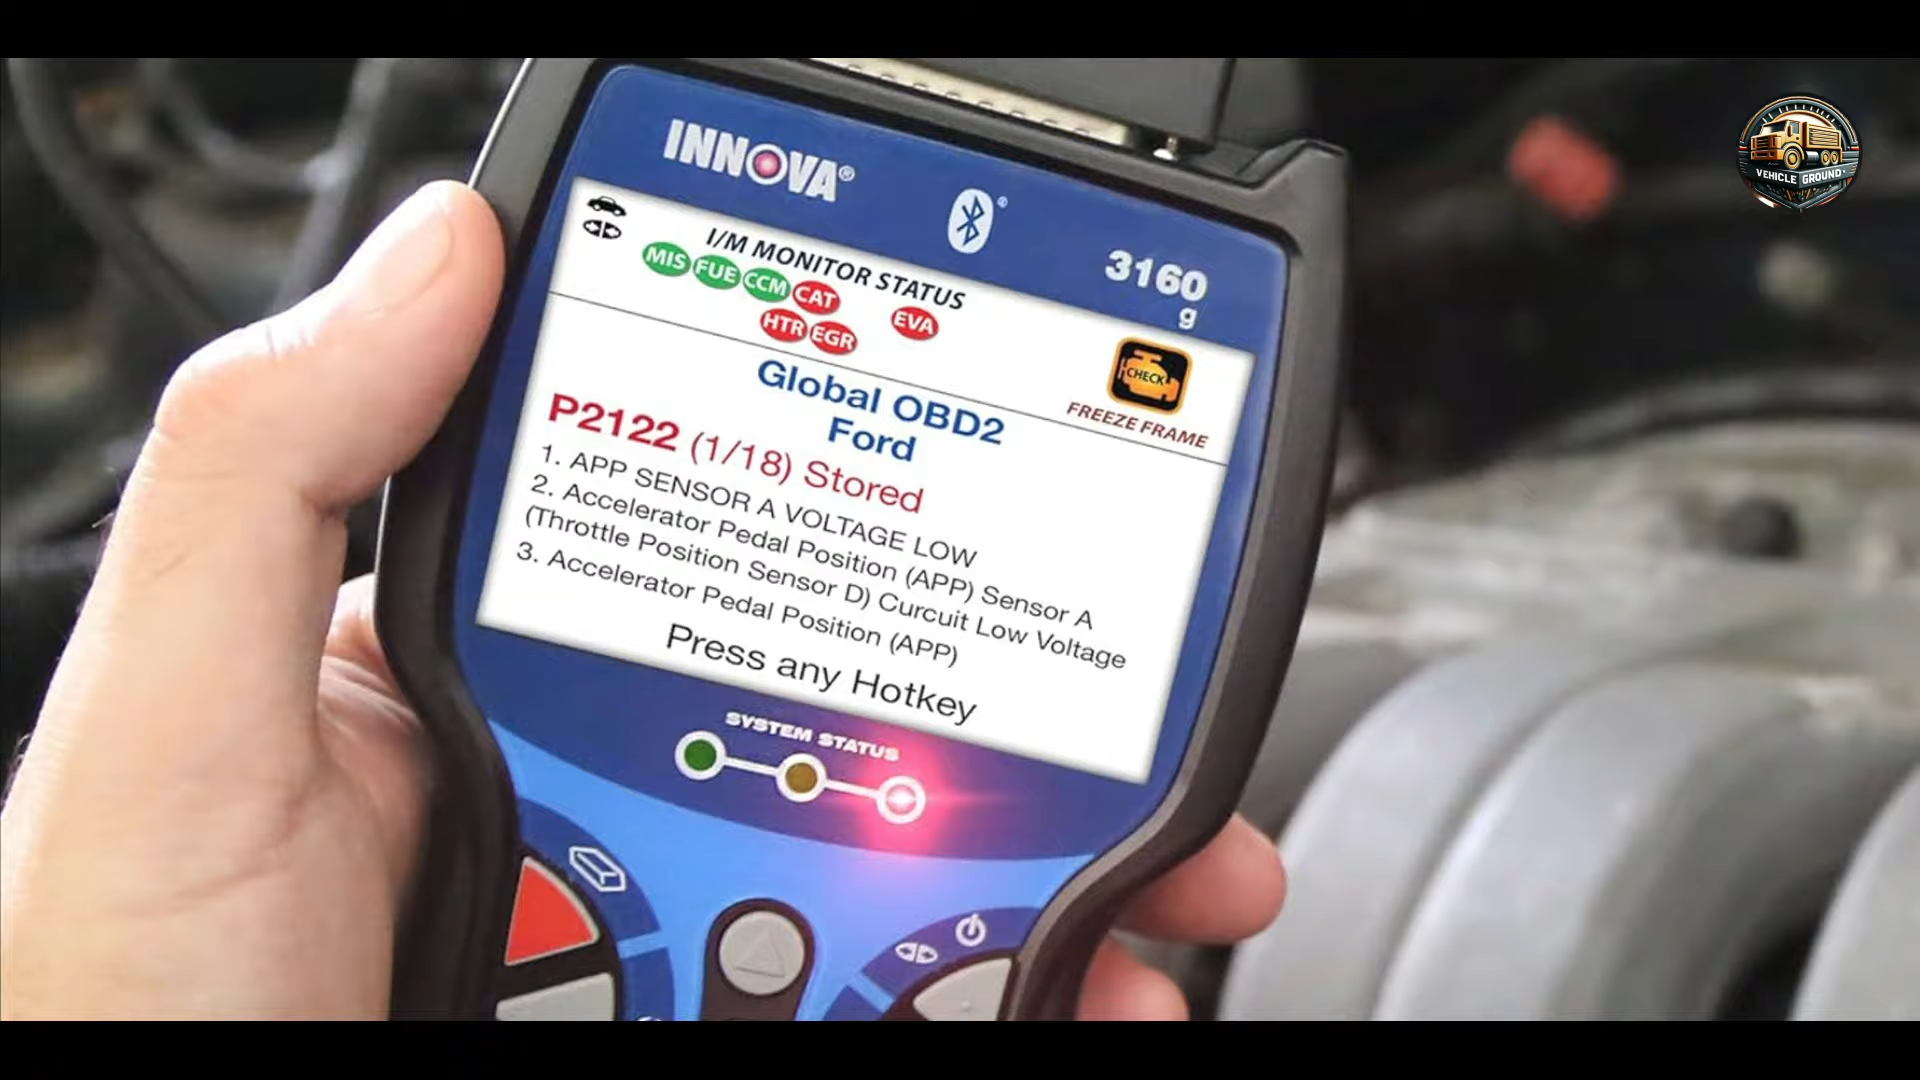 VEHICLE GROUND
INNOVA®
3160
g
I/M MONITOR STATUS
MIS FUE CCM CAT EVA
HTR EGR
CHECK
FREEZE FRAME
Global OBD2
Ford
P2122 (1/18) Stored
1. APP SENSOR A VOLTAGE LOW
2. Accelerator Pedal Position (APP) Sensor A
(Throttle Position Sensor D) Curcuit Low Voltage
3. Accelerator Pedal Position (APP)
Press any Hotkey
SYSTEM STATUS